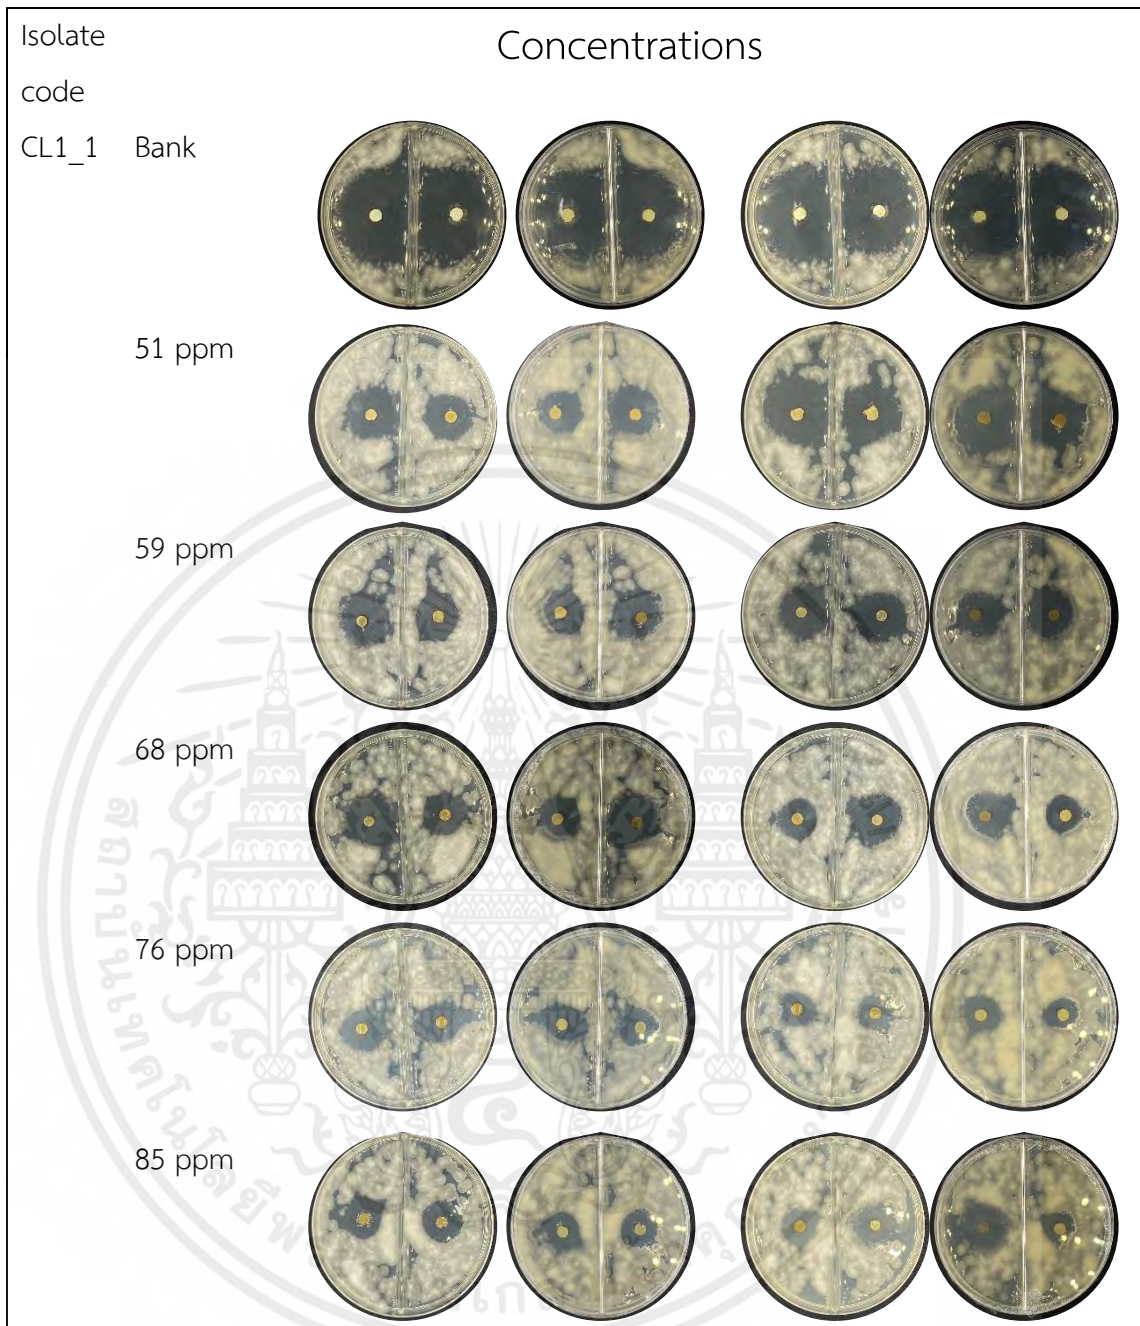 Isolate code
Concentrations
CL1_1 Bank
51 ppm
59 ppm
68 ppm
76 ppm
85 ppm